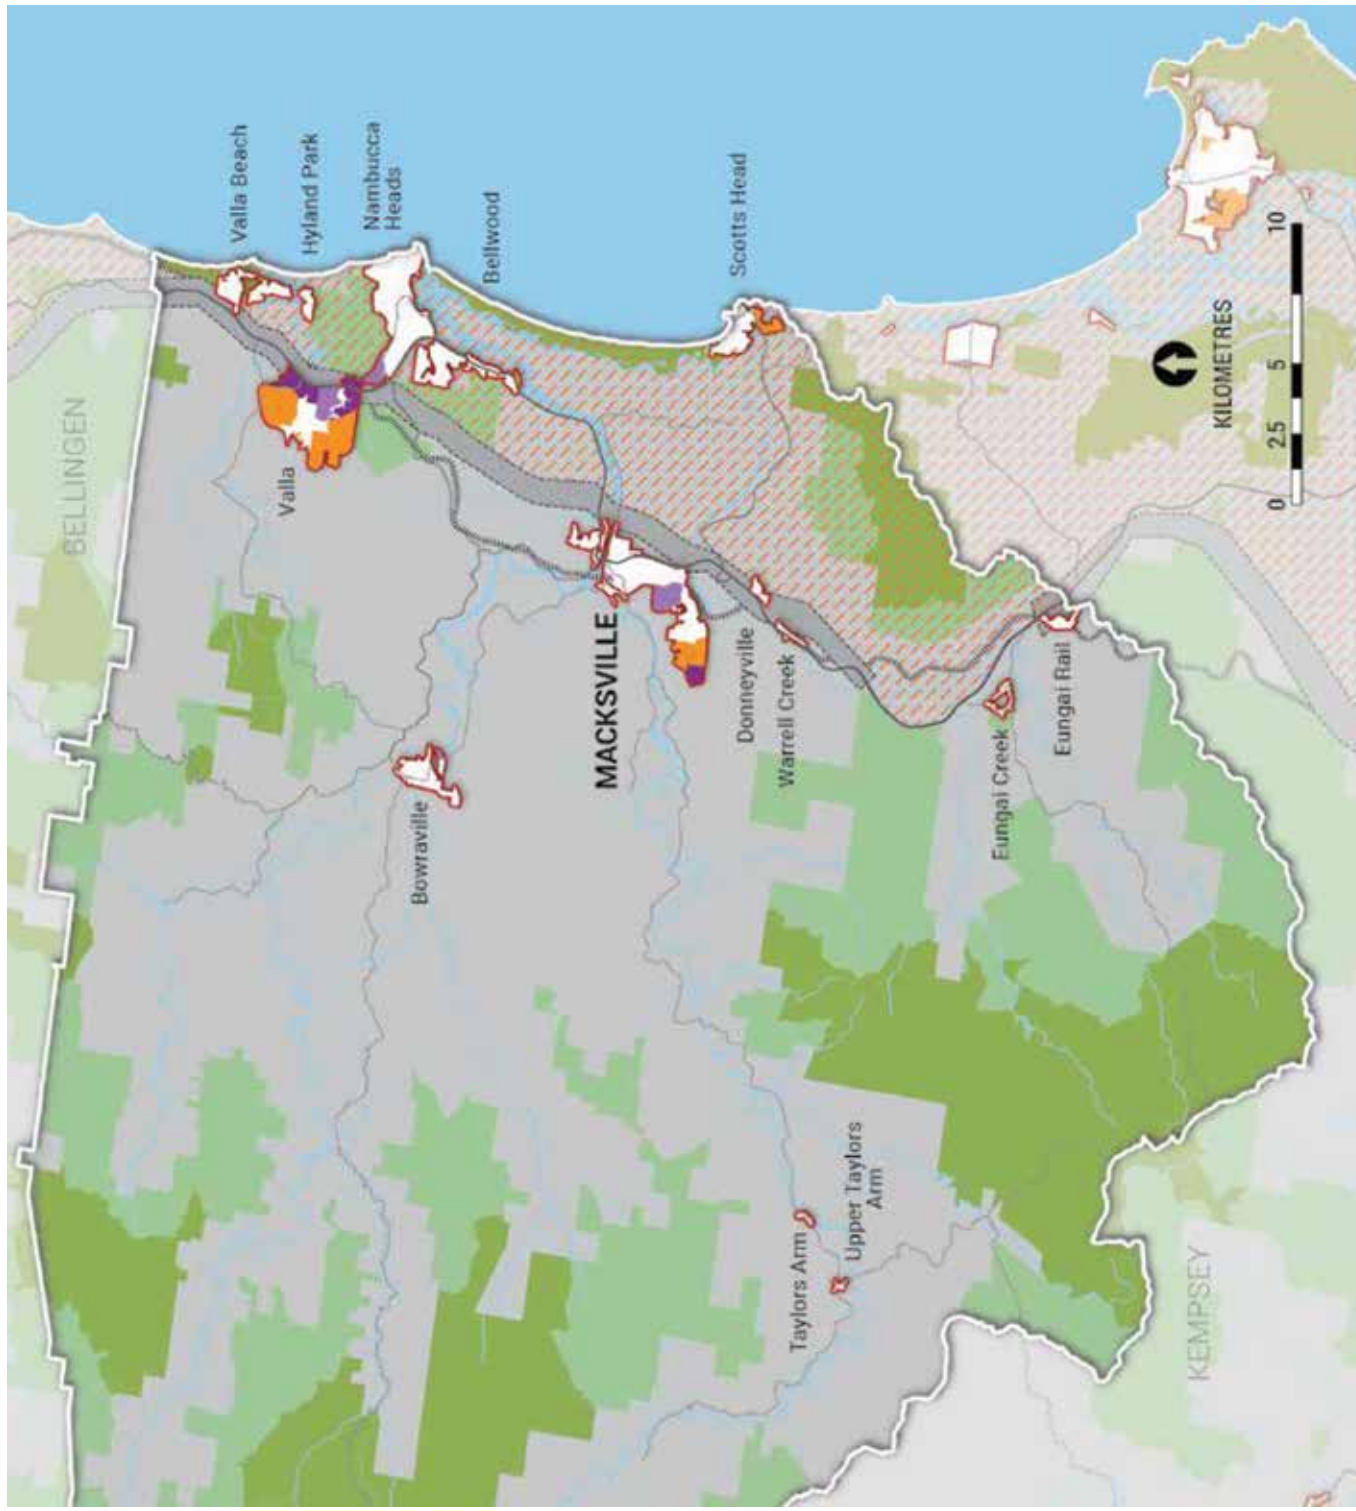 BELLINGEN
Valla Beach
Hyland Park
Nambucca
Heads
Bellwood
Scotts Head
Valla
MACKSVILLE
Bowraville
Donneyville
Warrell Creek
Eungai Creek
Eungai Rail
Taylors Arm
Upper Taylors
Arm
KEMPSEY
0 2.5 5 10
KILOMETRES